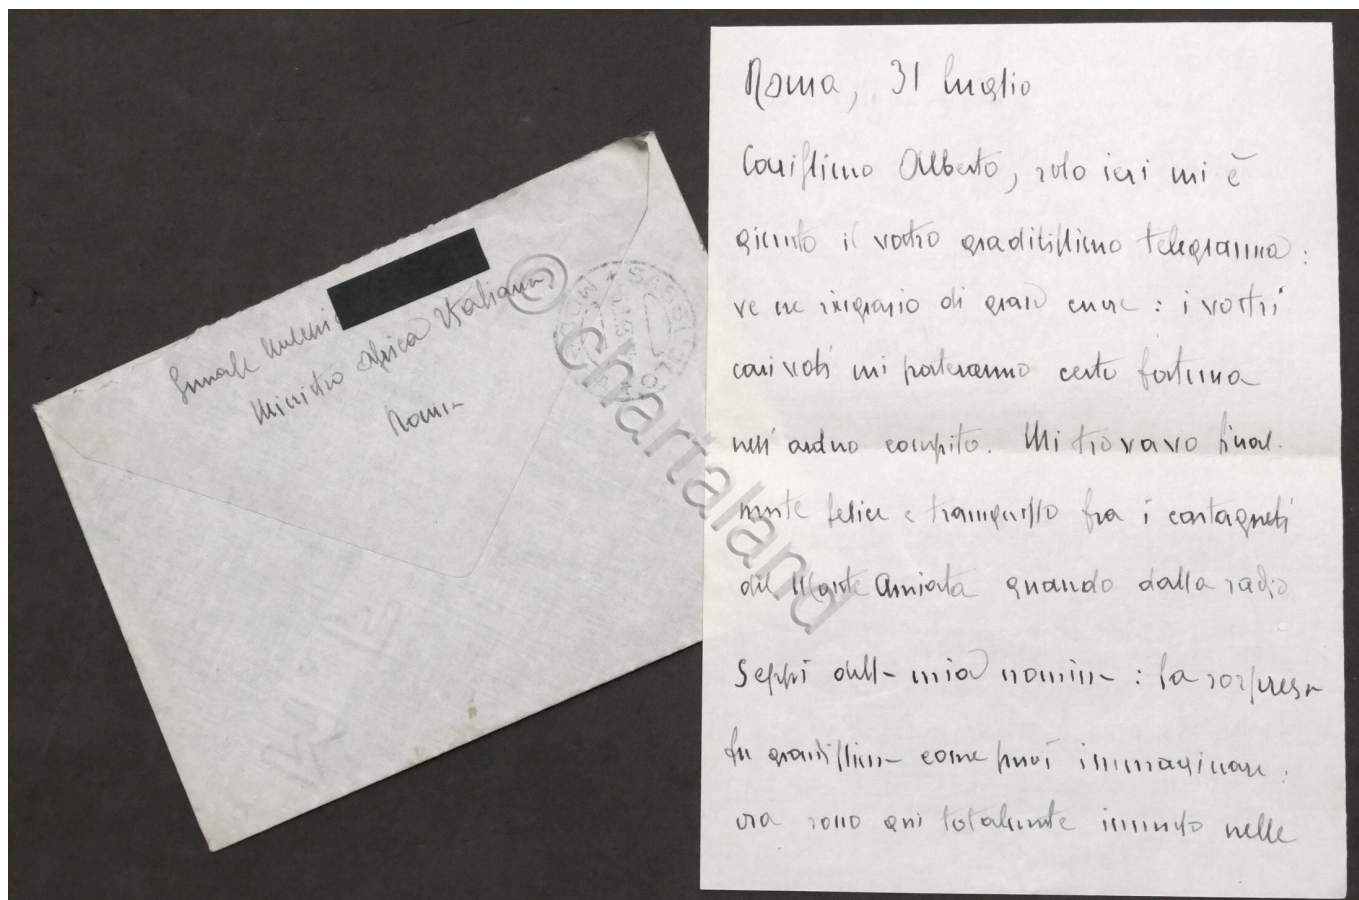 Roma
Ministro Africa Italiana
Roma, 31 luglio
Carissimo Alberto, solo ieri mi è
giunto il vostro graditissimo telegramma:
ve ne ringrazio di gran cuore: i vostri
cari voti mi porteranno certo fortuna
nell'arduo compito. Mi trovavo final-
mente felice e tranquillo fra i castagneti
del Monte Amiata quando dalla radio
seppi della mia nomina: la sorpresa
fu grandissima come puoi immaginare:
ora sono qui totalmente immerso nelle
© chartaland